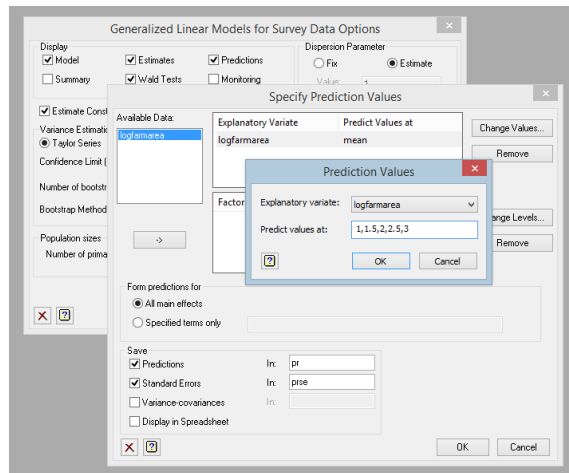 Generalized Linear Models for Survey Data Options
Display
Model
Estimates
Predictions
Summary
Wald Tests
Monitoring
Dispersion Parameter
Fix
Estimate
Value: 1
Estimate Const
Variance Estimatic
Taylor Series
Confidence Limit (
Number of bootstr
Bootstrap Method
Population sizes
Number of prima
Specify Prediction Values
Available Data:
logfarmarea
Explanatory Variate Predict Values at
logfarmarea mean
Change Values...
Remove
Factor
ange Levels...
Remove
->
Prediction Values
Explanatory variate: logfarmarea
Predict values at: 1,1.5,2,2.5,3
OK Cancel
Form predictions for
All main effects
Specified terms only
Save
Predictions In: pr
Standard Errors In: prse
Variance-covariances In:
Display in Spreadsheet
OK Cancel